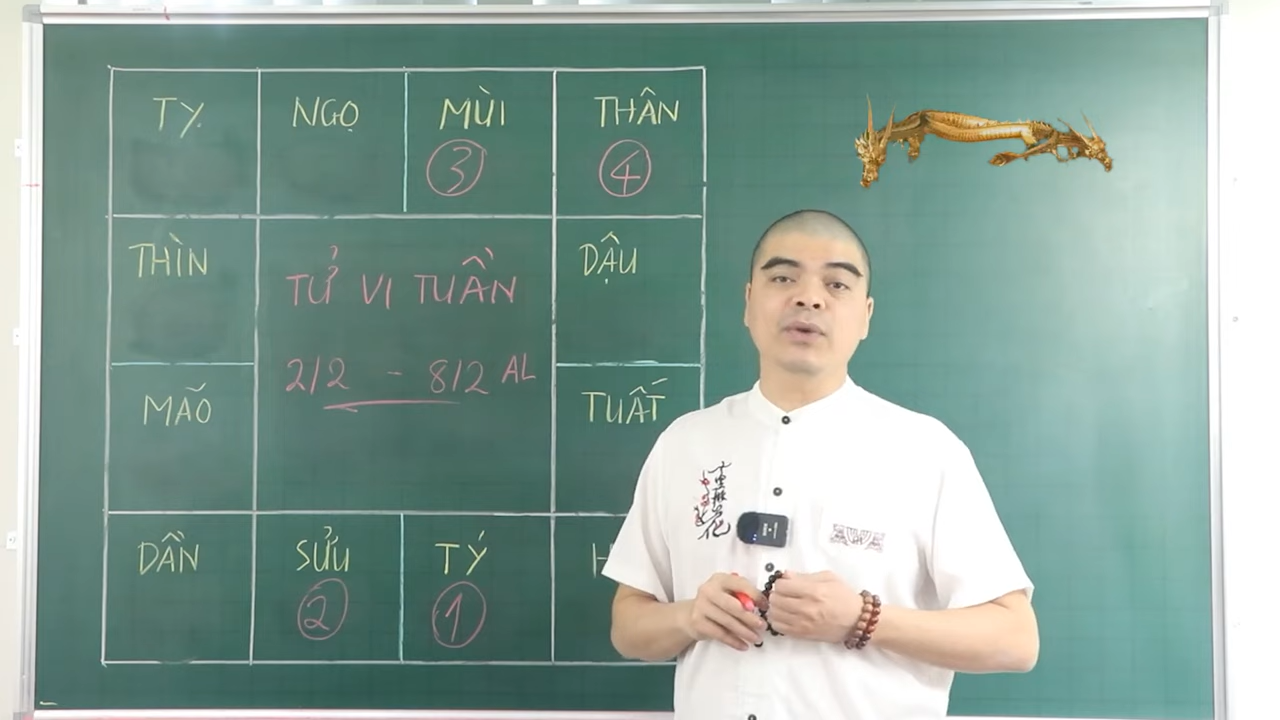 TỴ
NGỌ
MÙI
3
THÂN
4
THÌN
TỬ VI TUẦN
2/2 - 8/2 AL
DẬU
MÃO
TUẤT
DẦN
SỬU
2
TÝ
1
H